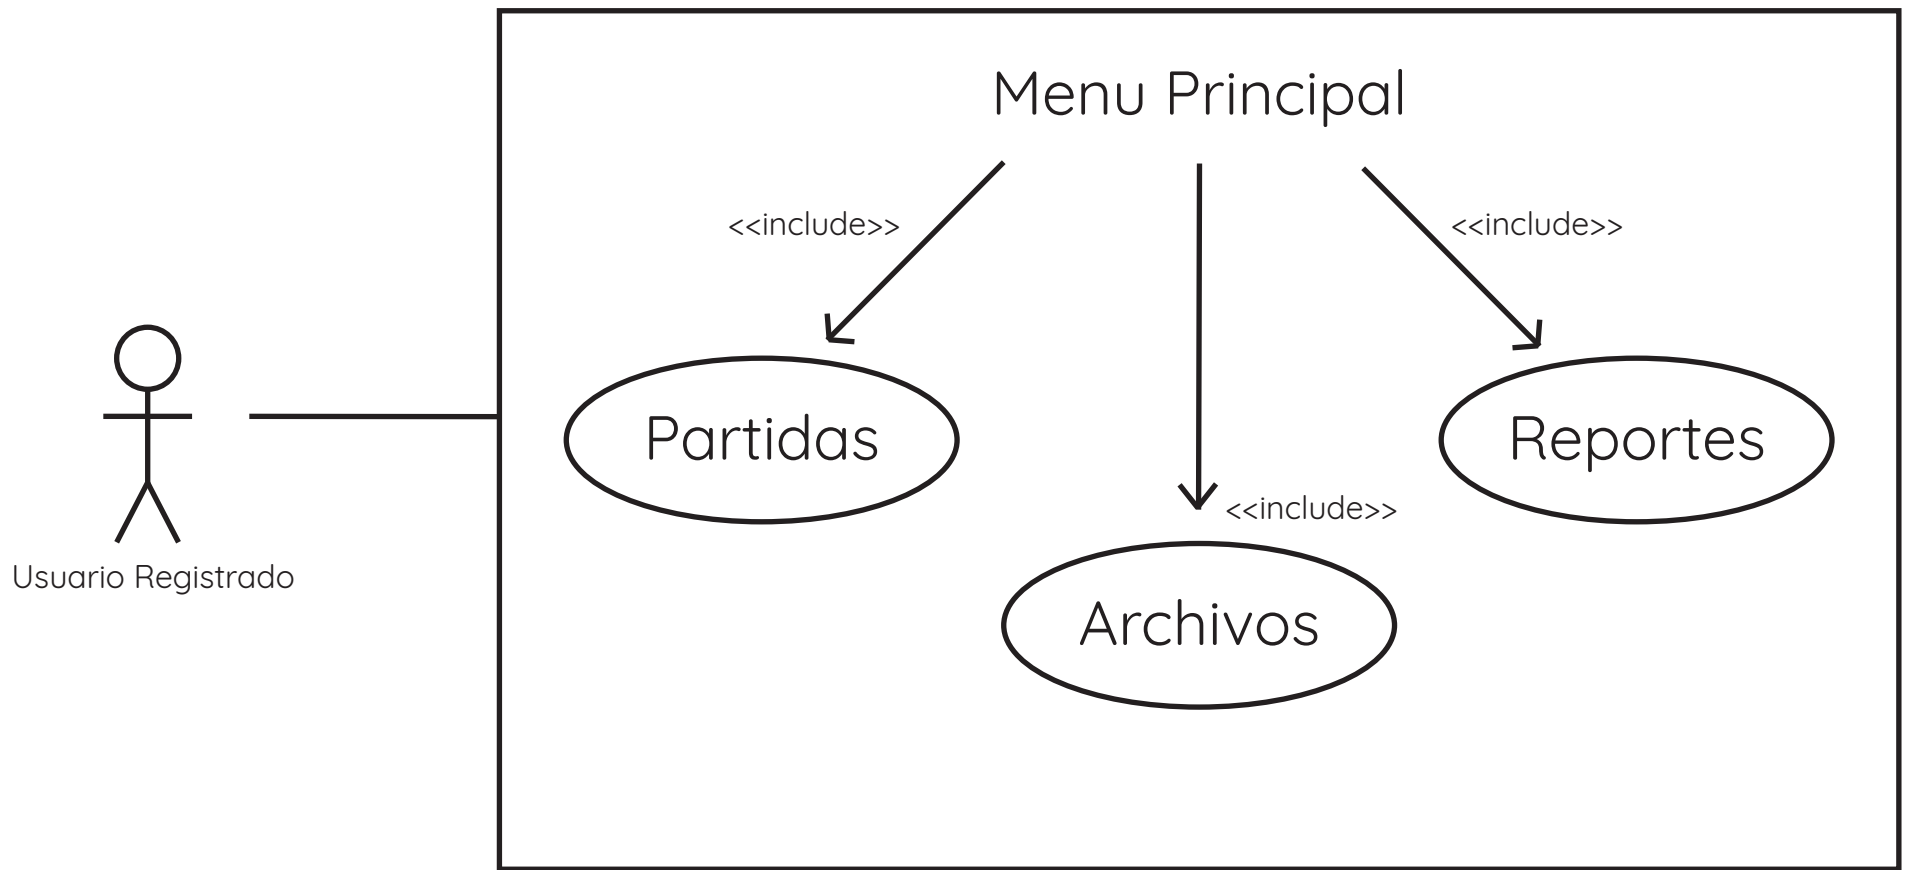 Menu Principal
<<include>>
<<include>>
Partidas
Reportes
<<include>>
Archivos
Usuario Registrado